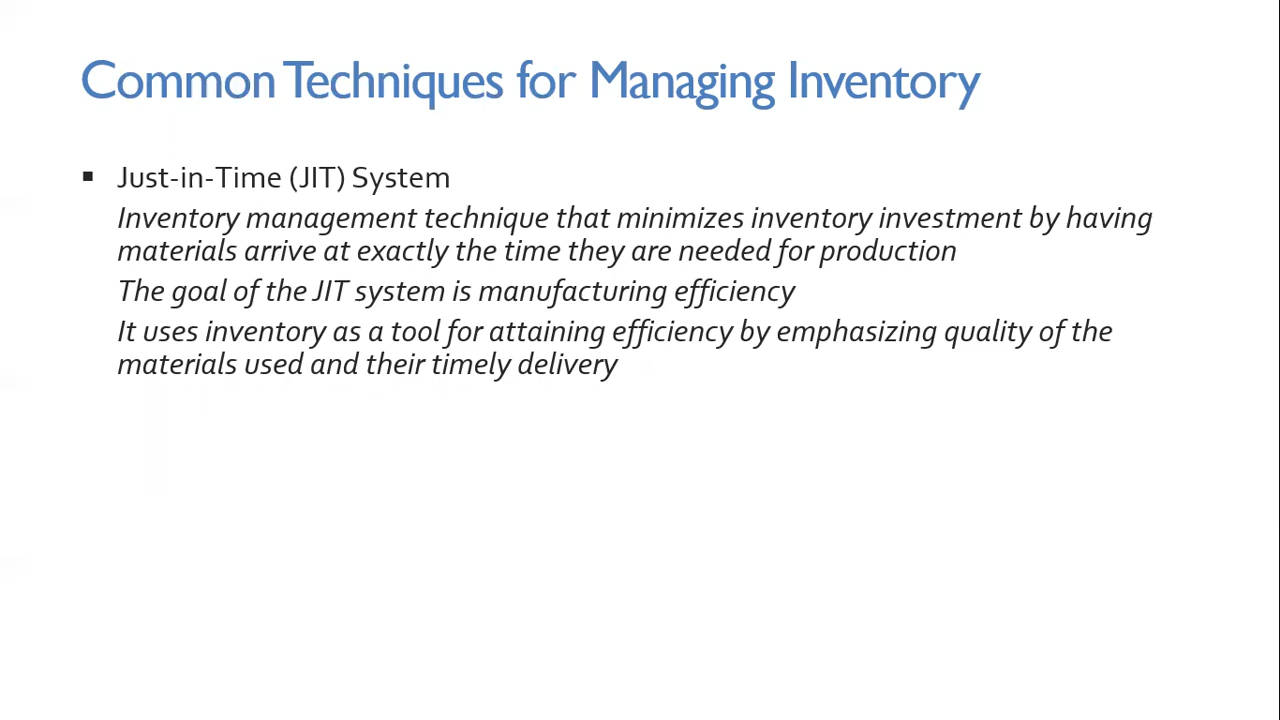 Common Techniques for Managing Inventory
▪ Just-in-Time (JIT) System
Inventory management technique that minimizes inventory investment by having
materials arrive at exactly the time they are needed for production
The goal of the JIT system is manufacturing efficiency
It uses inventory as a tool for attaining efficiency by emphasizing quality of the
materials used and their timely delivery